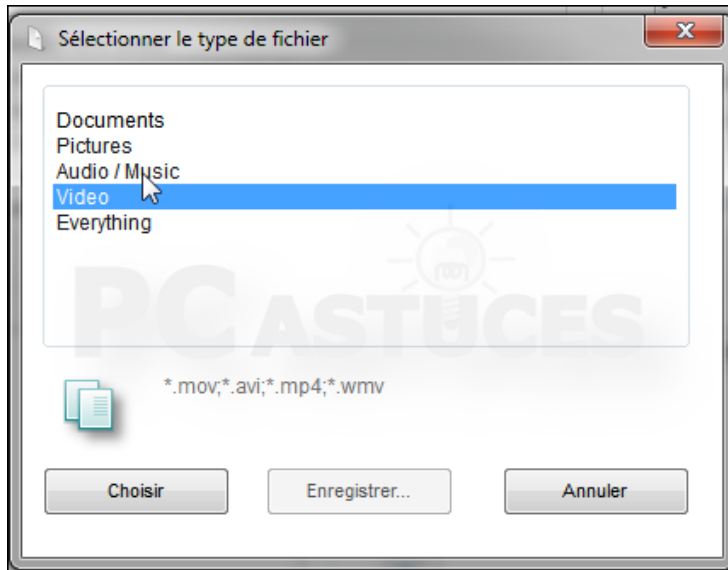 Sélectionner le type de fichier
Documents
Pictures
Audio / Music
Video
Everything
PC ASTUCES
*.mov;*.avi;*.mp4;*.wmv
Choisir Enregistrer... Annuler